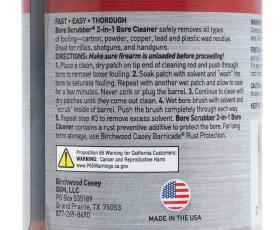 FAST • EASY • THOROUGH
Bore Scrubber® 2-in-1 Bore Cleaner safely removes all types
of fouling—carbon, powder, copper, lead and plastic wad residue.
Great for rifles, shotguns, and handguns.
DIRECTIONS: Make sure firearm is unloaded before proceeding!
1. Place a clean, dry patch on tip end of cleaning rod and push through
bore to remove loose fouling. 2. Soak patch with solvent and "wash" the
bore to saturate fouling. Repeat with another wet patch and allow to soak
for a few minutes. Never cork or plug the barrel. 3. Continue to clean with
dry patches until they come out clean. 4. Wet bore brush with solvent and
"scrub" inside of barrel. Push the brush completely through each way.
5. Repeat step #3 to remove excess solvent. Bore Scrubber 2-in-1 Bore
Cleaner contains a rust preventive additive to protect the bore. For long
term storage, use Birchwood Casey Barricade® Rust Protection.
Proposition 65 Warning for California Customers:
WARNING: Cancer and Reproductive Harm
www.P65Warnings.ca.gov
Birchwood Casey
GSM, LLC
PO Box 535189
Grand Prairie, TX 75053
877-269-8490
MADE IN THE USA